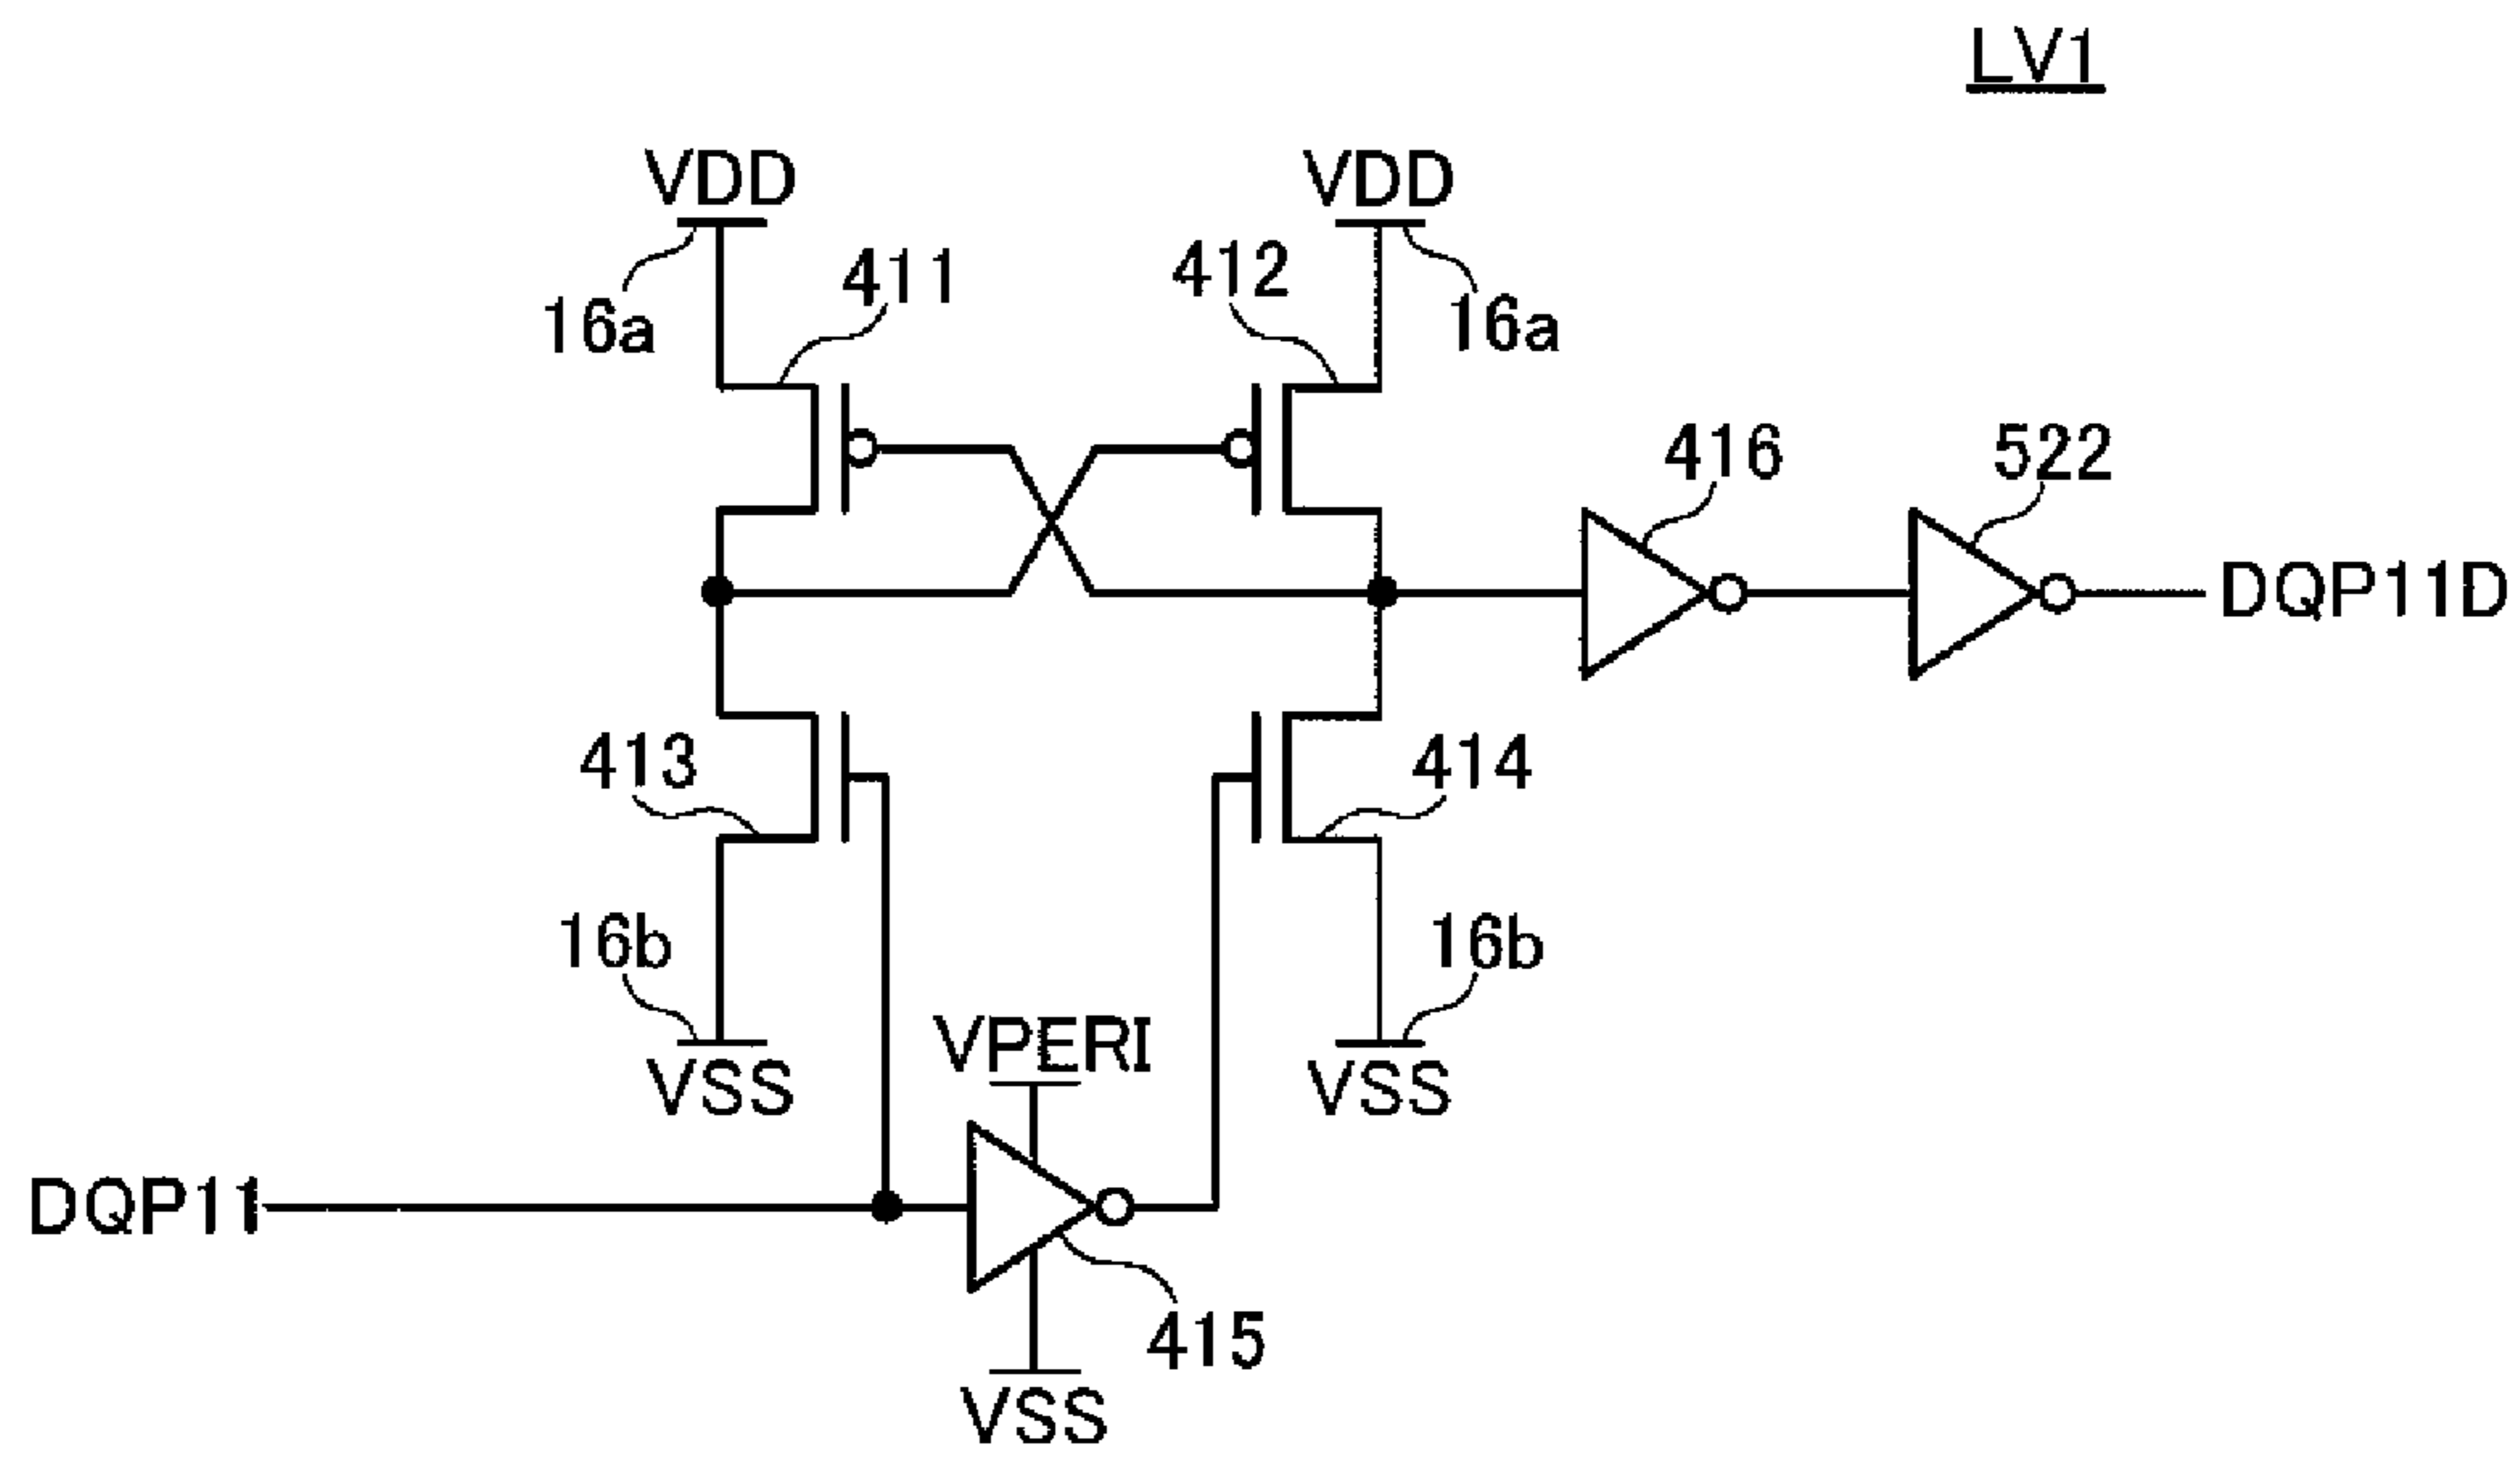 LV1
VDD VDD
411 412
16a 16a
416 522
DQP11D
413 414
16b 16b
VPERI
VSS VSS
DQP11
415
VSS